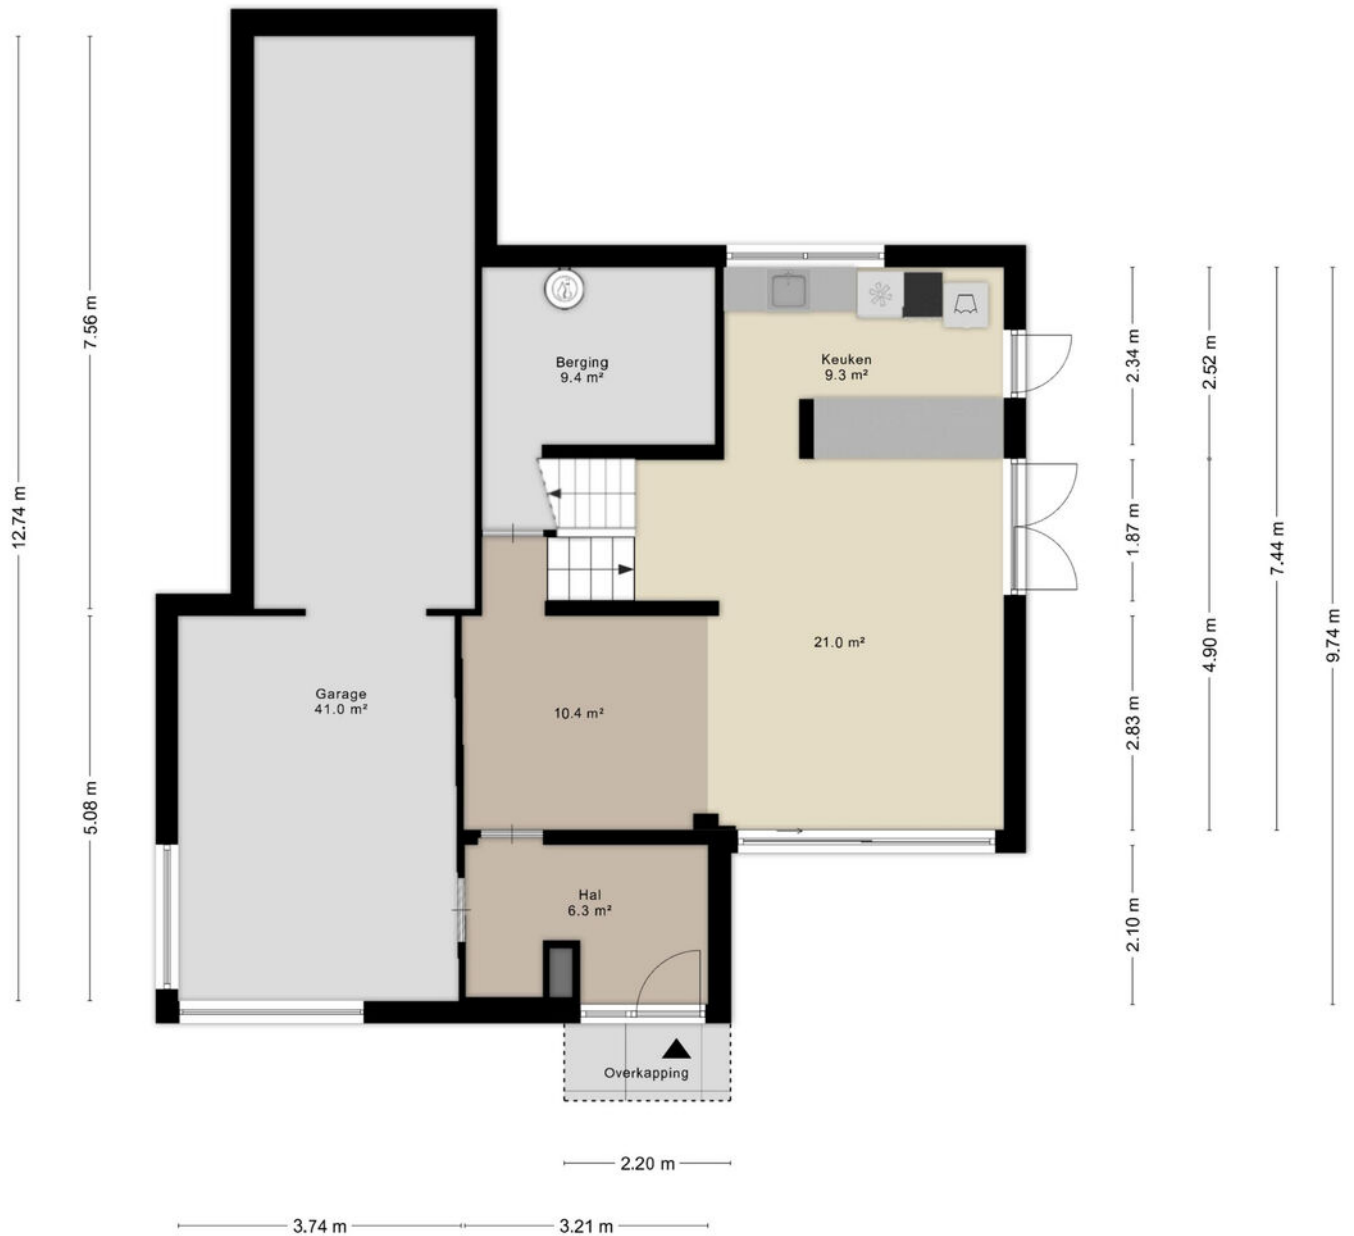 7.56 m
12.74 m
5.08 m
Berging
9.4 m²
Keuken
9.3 m²
2.34 m
2.52 m
1.87 m
7.44 m
4.90 m
9.74 m
2.83 m
2.10 m
21.0 m²
Garage
41.0 m²
10.4 m²
Hal
6.3 m²
Overkapping
2.20 m
3.74 m
3.21 m